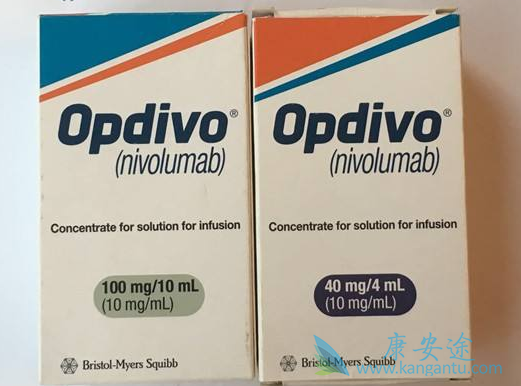 Opdivo®
(nivolumab)
Concentrate for solution for infusion
100 mg/10 mL
(10 mg/mL)
Bristol-Myers Squibb
Opdivo®
(nivolumab)
Concentrate for solution for infusion
40 mg/4 mL
(10 mg/mL)
Bristol-Myers Squibb
康安途
www.kangantu.com